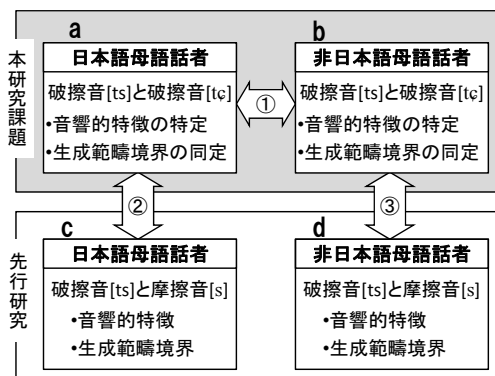 本研究課題
a
日本語母語話者
破擦音[ts]と破擦音[tɕ]
•音響的特徴の特定
•生成範疇境界の同定
①
b
非日本語母語話者
破擦音[ts]と破擦音[tɕ]
•音響的特徴の特定
•生成範疇境界の同定
②
③
先行研究
c
日本語母語話者
破擦音[ts]と摩擦音[s]
•音響的特徴
•生成範疇境界
d
非日本語母語話者
破擦音[ts]と摩擦音[s]
•音響的特徴
•生成範疇境界